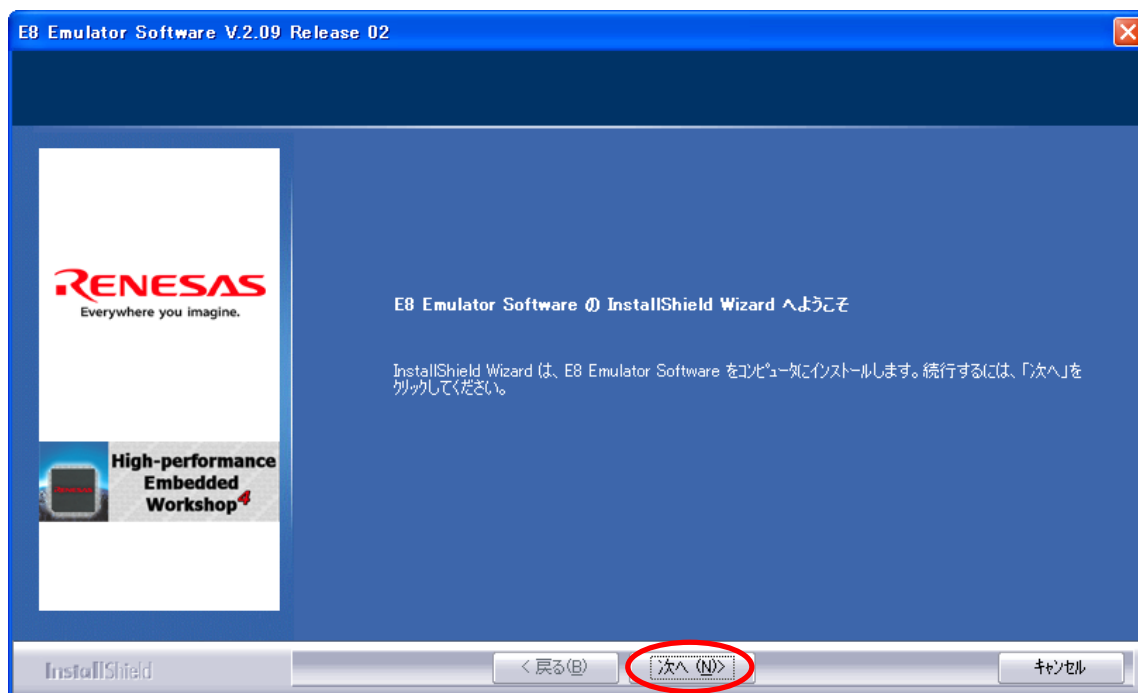 E8 Emulator Software V.2.09 Release 02
RENESAS
Everywhere you imagine.
E8 Emulator Software の InstallShield Wizard へようこそ
InstallShield Wizard は、E8 Emulator Software をコンピュータにインストールします。続行するには、「次へ」を
クリックしてください。
High-performance
Embedded
Workshop4
InstallShield
< 戻る(B)
次へ (N)>
キャンセル